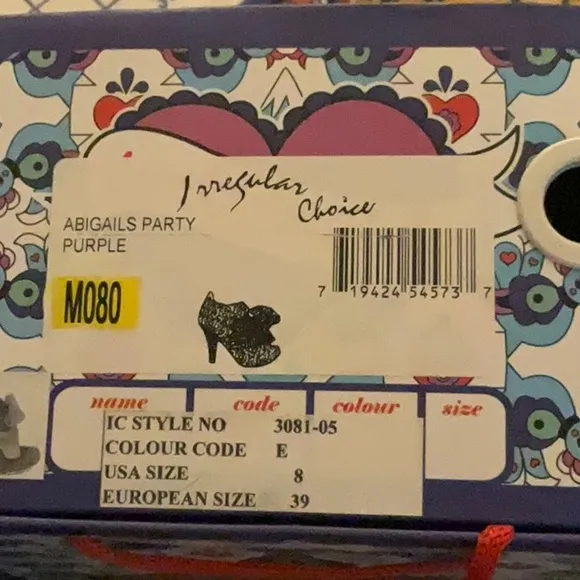 Irregular
Choice
ABIGAILS PARTY
PURPLE
7 19424 54573 7
M080
name code colour size
IC STYLE NO 3081-05
COLOUR CODE E
USA SIZE 8
EUROPEAN SIZE 39